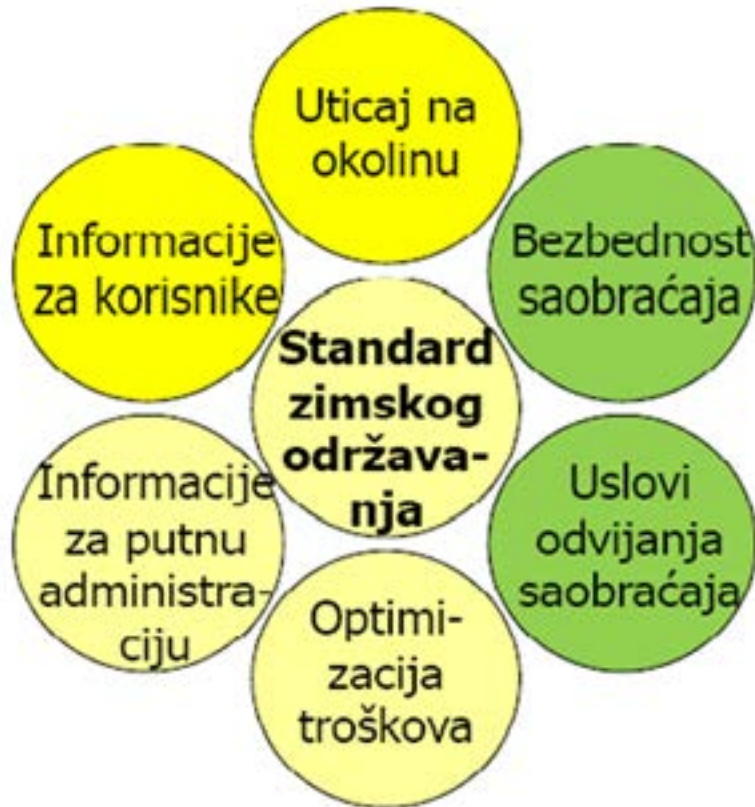 Uticaj na
okolinu
Informacije
za korisnike
Bezbednost
saobraćaja
Standard
zimskog
održava-
nja
Informacije
za putnu
administra-
ciju
Uslovi
odvijanja
saobraćaja
Optimi-
zacija
troškova